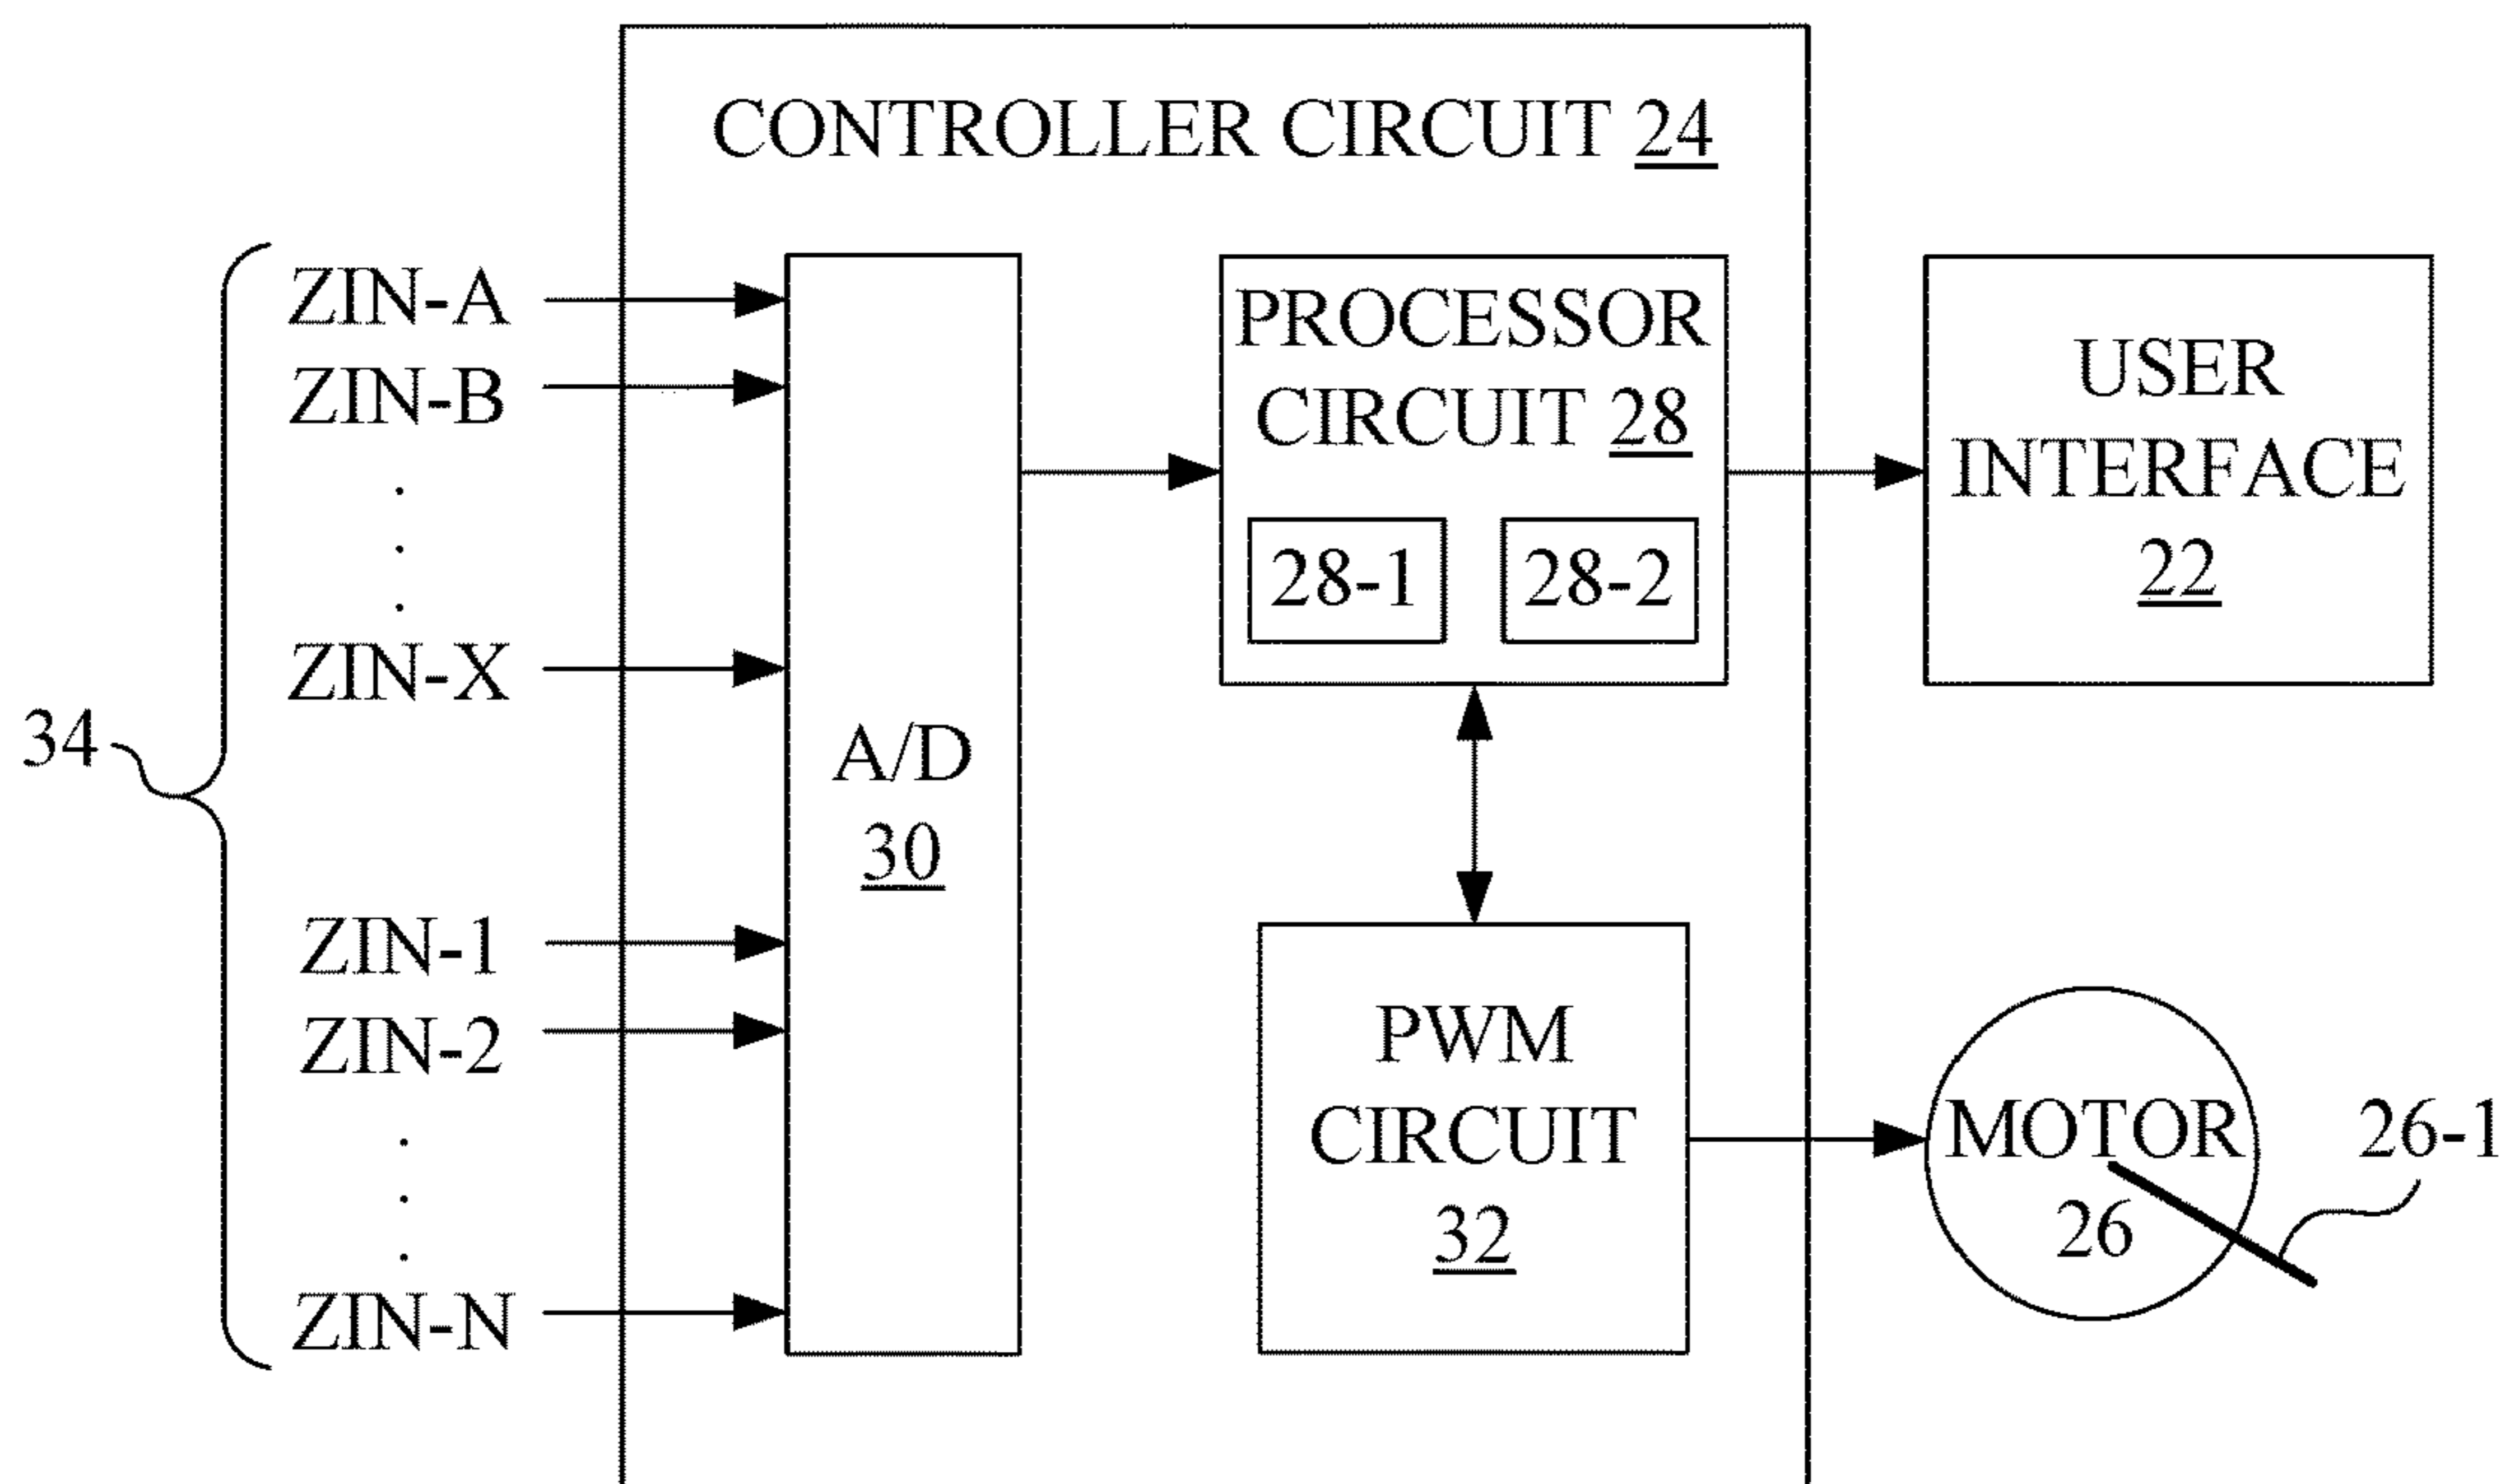 CONTROLLER CIRCUIT 24
ZIN-A
ZIN-B
ZIN-X
34
ZIN-1
ZIN-2
ZIN-N
A/D
30
PROCESSOR
CIRCUIT 28
28-1
28-2
USER
INTERFACE
22
PWM
CIRCUIT
32
MOTOR
26
26-1